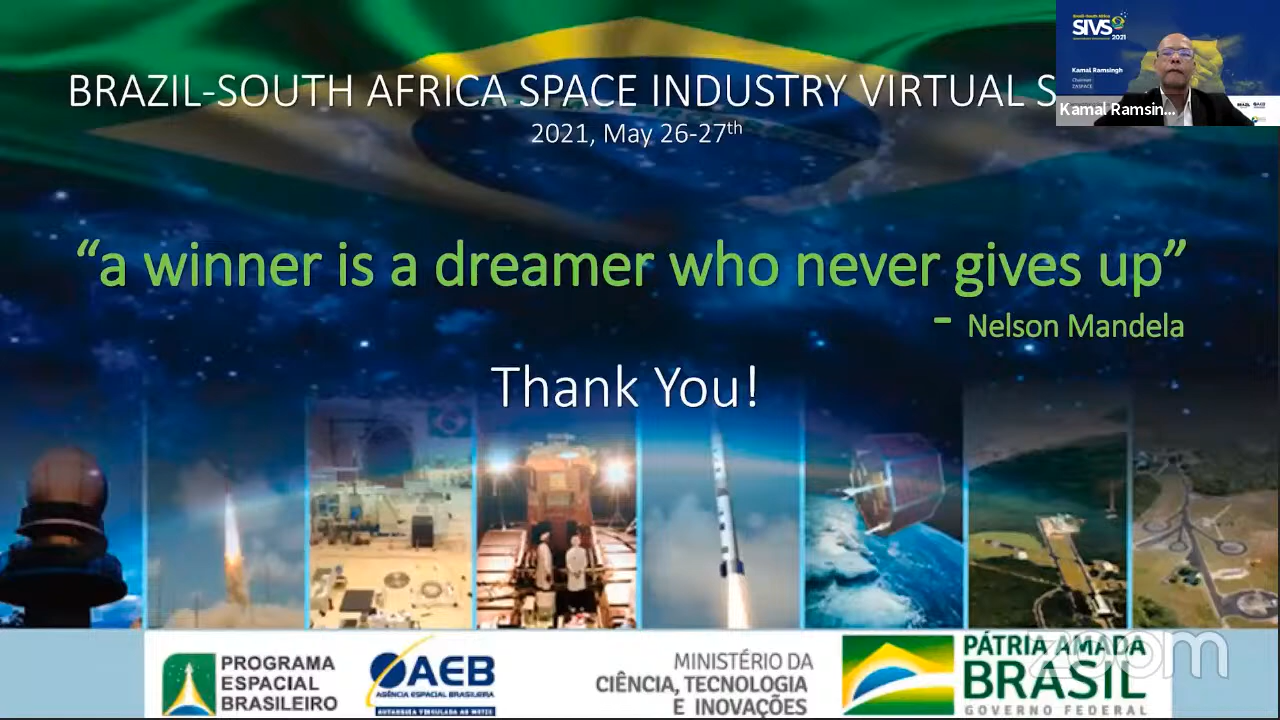 BRAZIL-SOUTH AFRICA SPACE INDUSTRY VIRTUAL S
2021, May 26-27th
SIVS
2021
Kamal Ramsingh
Chairman
ZASPACE
Kamal Ramsin...
“a winner is a dreamer who never gives up”
- Nelson Mandela
Thank You!
PROGRAMA
ESPACIAL
BRASILEIRO
AEB
AGÊNCIA ESPACIAL BRASILEIRA
MINISTÉRIO DA
CIÊNCIA, TECNOLOGIA
E INOVAÇÕES
PÁTRIA AMADA
BRASIL
GOVERNO FEDERAL
zoom